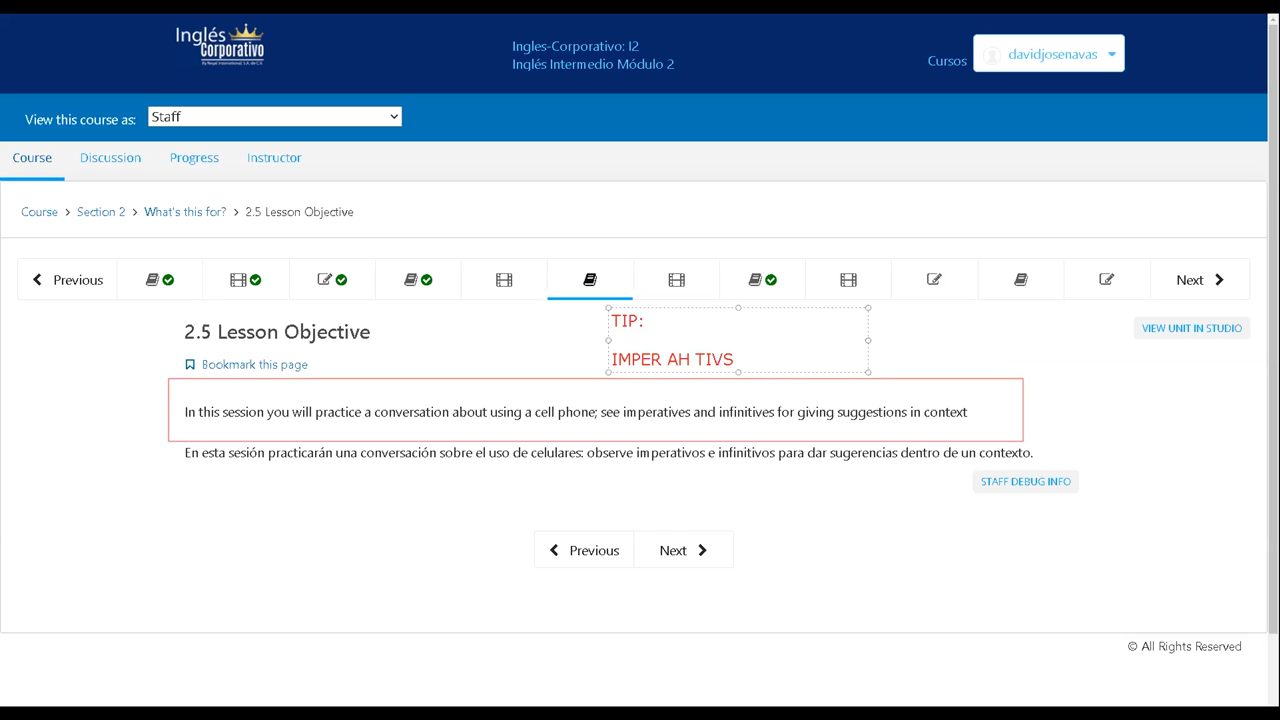 Inglés
Corporativo
Ingles-Corporativo: I2
Inglés Intermedio Módulo 2
Cursos
davidjosenavas
View this course as:
Staff
Course
Discussion
Progress
Instructor
Course > Section 2 > What's this for? > 2.5 Lesson Objective
Previous
Next
TIP:
2.5 Lesson Objective
VIEW UNIT IN STUDIO
IMPER AH TIVS
Bookmark this page
In this session you will practice a conversation about using a cell phone; see imperatives and infinitives for giving suggestions in context
En esta sesión practicarán una conversación sobre el uso de celulares: observe imperativos e infinitivos para dar sugerencias dentro de un contexto.
STAFF DEBUG INFO
Previous
Next
© All Rights Reserved